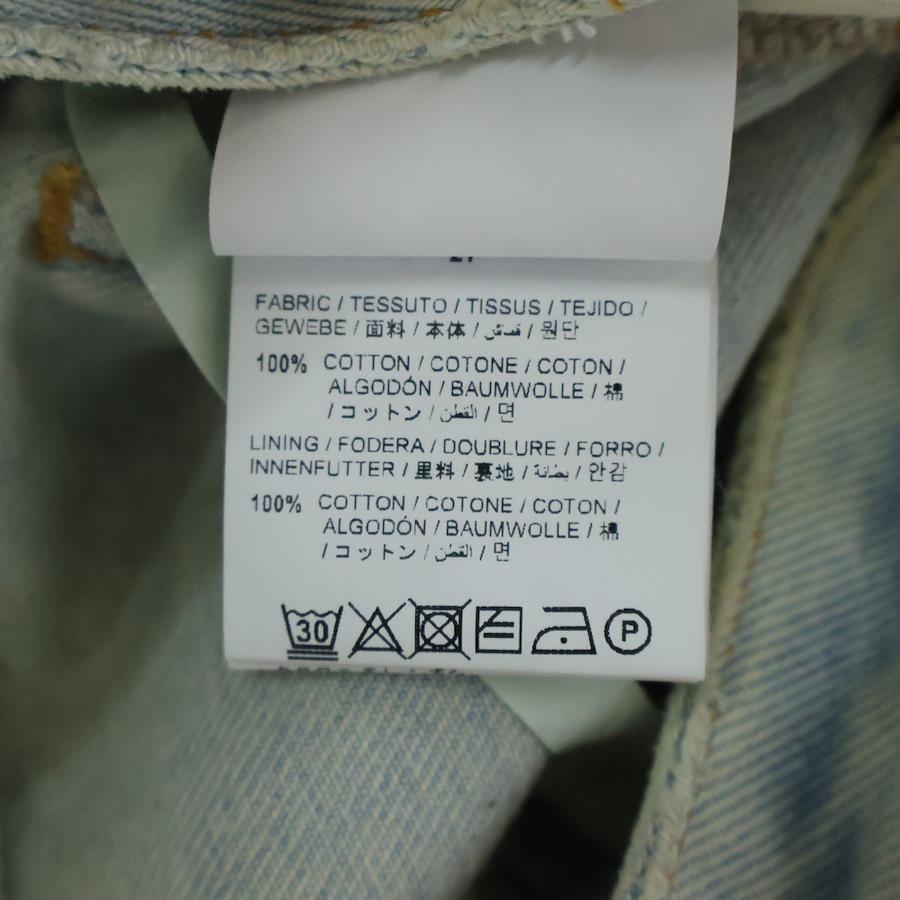 FABRIC / TESSUTO / TISSUS / TEJIDO /
GEWEBE / 面料 / 本体 / قماش / 원단
100% COTTON / COTONE / COTON /
ALGODÓN / BAUMWOLLE / 棉
/ コットン / القطن / 면
LINING / FODERA / DOUBLURE / FORRO /
INNENFUTTER / 里料 / 裏地 / بطانة / 안감
100% COTTON / COTONE / COTON /
ALGODÓN / BAUMWOLLE / 棉
/ コットン / القطن / 면
30 P